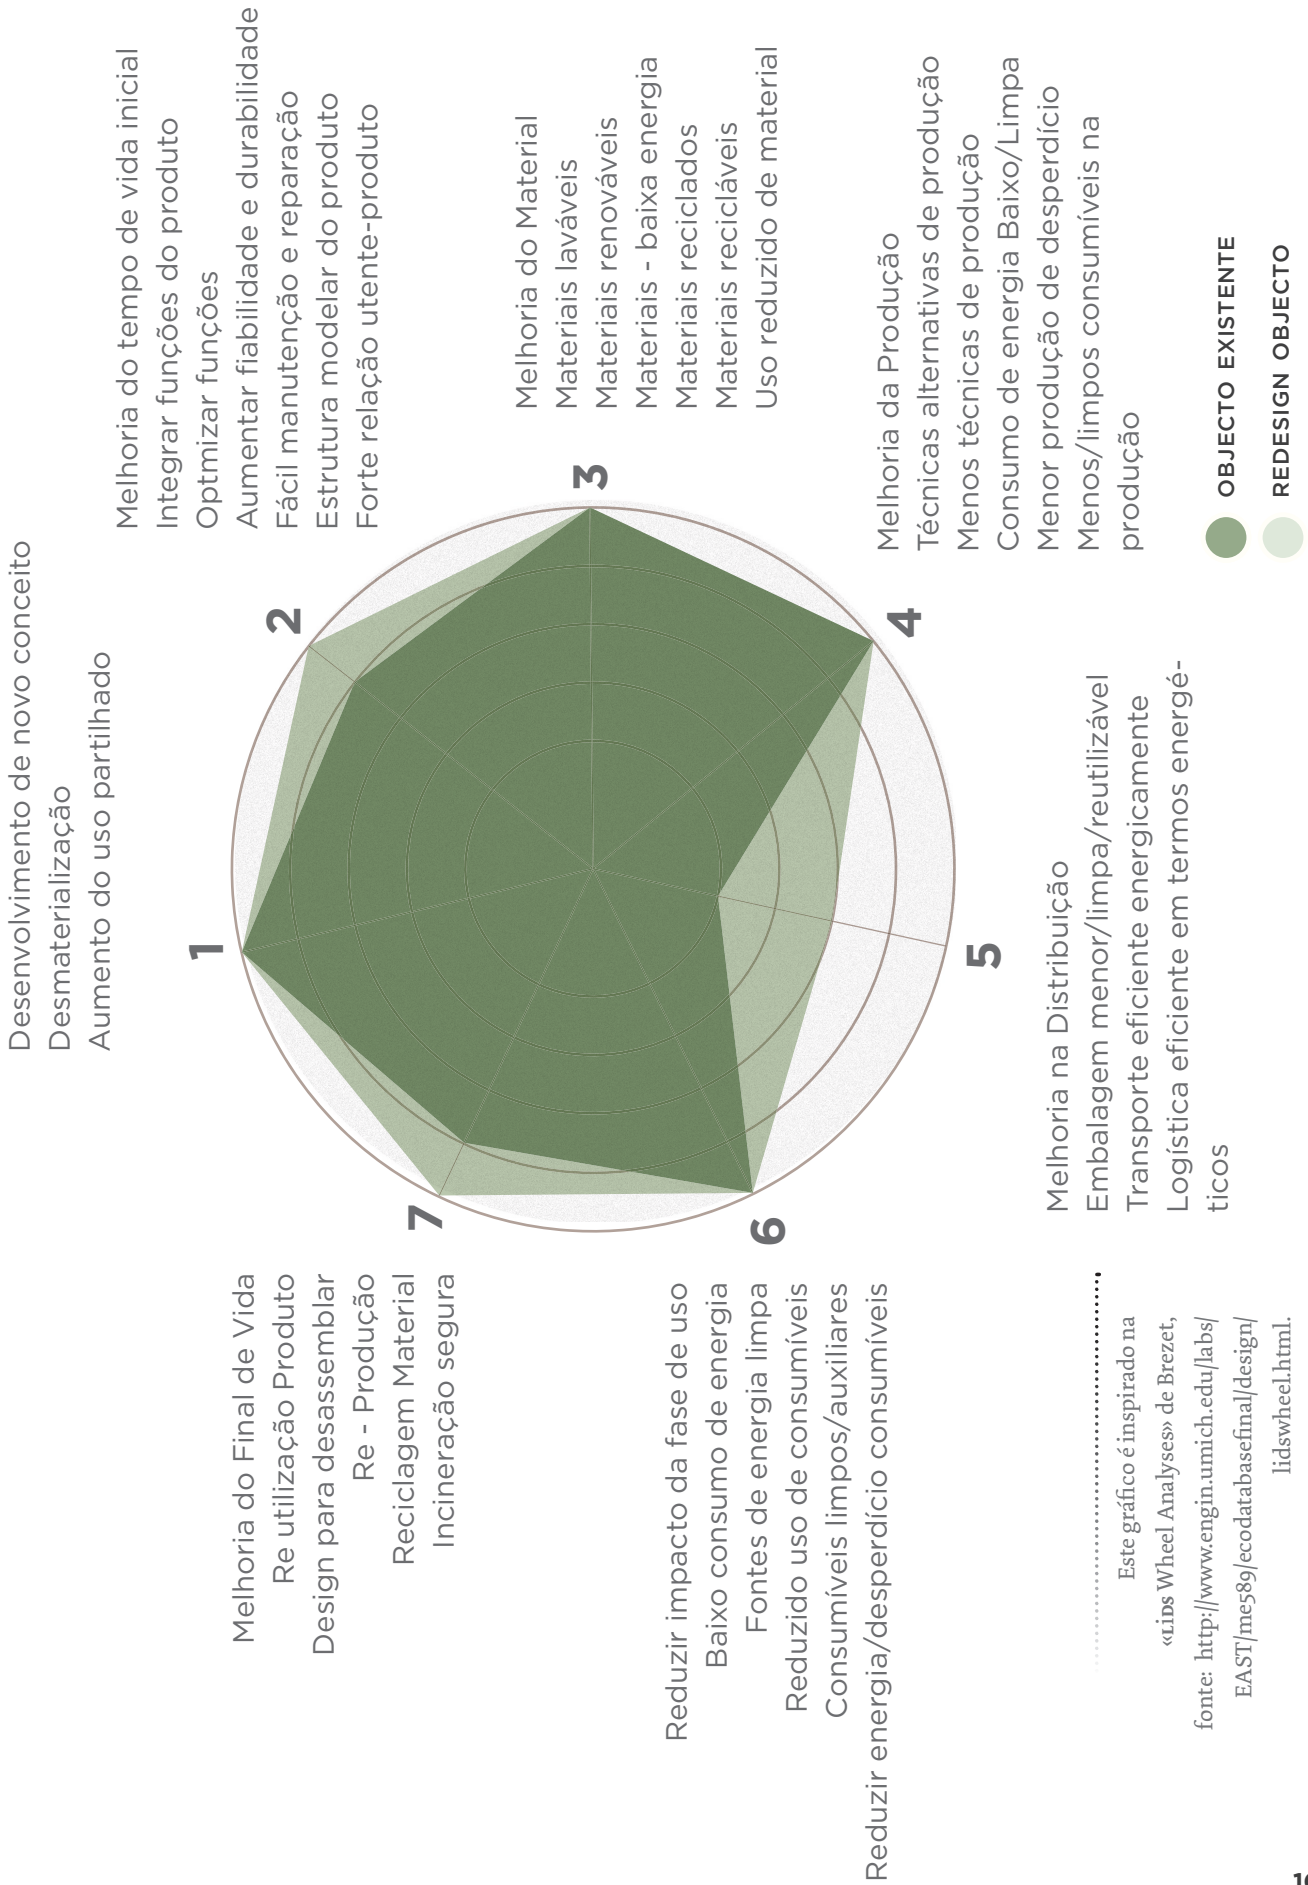 Desenvolvimento de novo conceito
Desmaterialização
Aumento do uso partilhado
1
Melhoria do tempo de vida inicial
Integrar funções do produto
Optmizar funções
Aumentar fiabilidade e durabilidade
Fácil manutenção e reparação
Estrutura modelar do produto
Forte relação utente-produto
2
Melhoria do Material
Materiais laváveis
Materiais renováveis
Materiais - baixa energia
Materiais reciclados
Materiais recicláveis
Uso reduzido de material
3
Melhoria da Produção
Técnicas alternativas de produção
Menos técnicas de produção
Consumo de energia Baixo/Limpa
Menor produção de desperdício
Menos/limpos consumíveis na
produção
4
Melhoria na Distribuição
Embalagem menor/limpa/reutilizável
Transporte eficiente energicamente
Logística eficiente em termos energé-
ticos
5
Reduzir impacto da fase de uso
Baixo consumo de energia
Fontes de energia limpa
Reduzido uso de consumíveis
Consumíveis limpos/auxiliares
Reduzir energia/desperdício consumíveis
6
Melhoria do Final de Vida
Re utilização Produto
Design para desassemblar
Re - Produção
Reciclagem Material
Incineração segura
7
OBJECTO EXISTENTE
REDESIGN OBJECTO
Este gráfico é inspirado na
«LiDS Wheel Analyses» de Brezet,
fonte: http://www.engin.umich.edu/labs/
EAST/me589/ecodatabasefinal/design/
lidswheel.html.